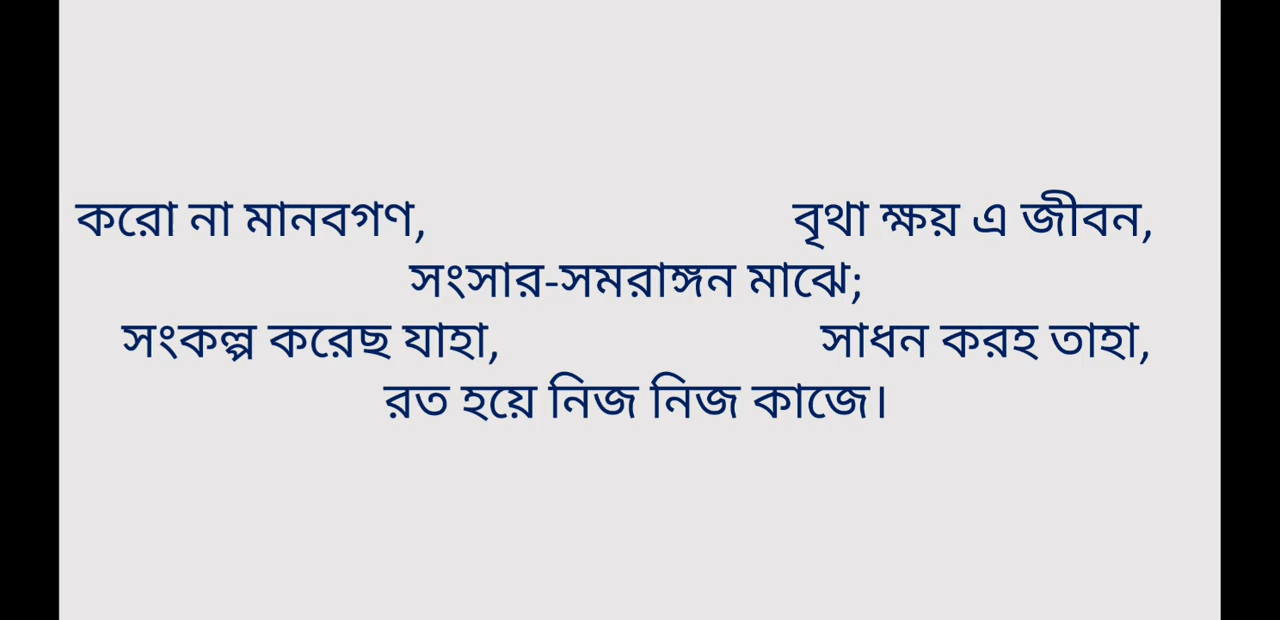 করো না মানবগণ, বৃথা ক্ষয় এ জীবন,
সংসার-সমরাঙ্গন মাঝে;
সংকল্প করেছ যাহা, সাধন করহ তাহা,
রত হয়ে নিজ নিজ কাজে।